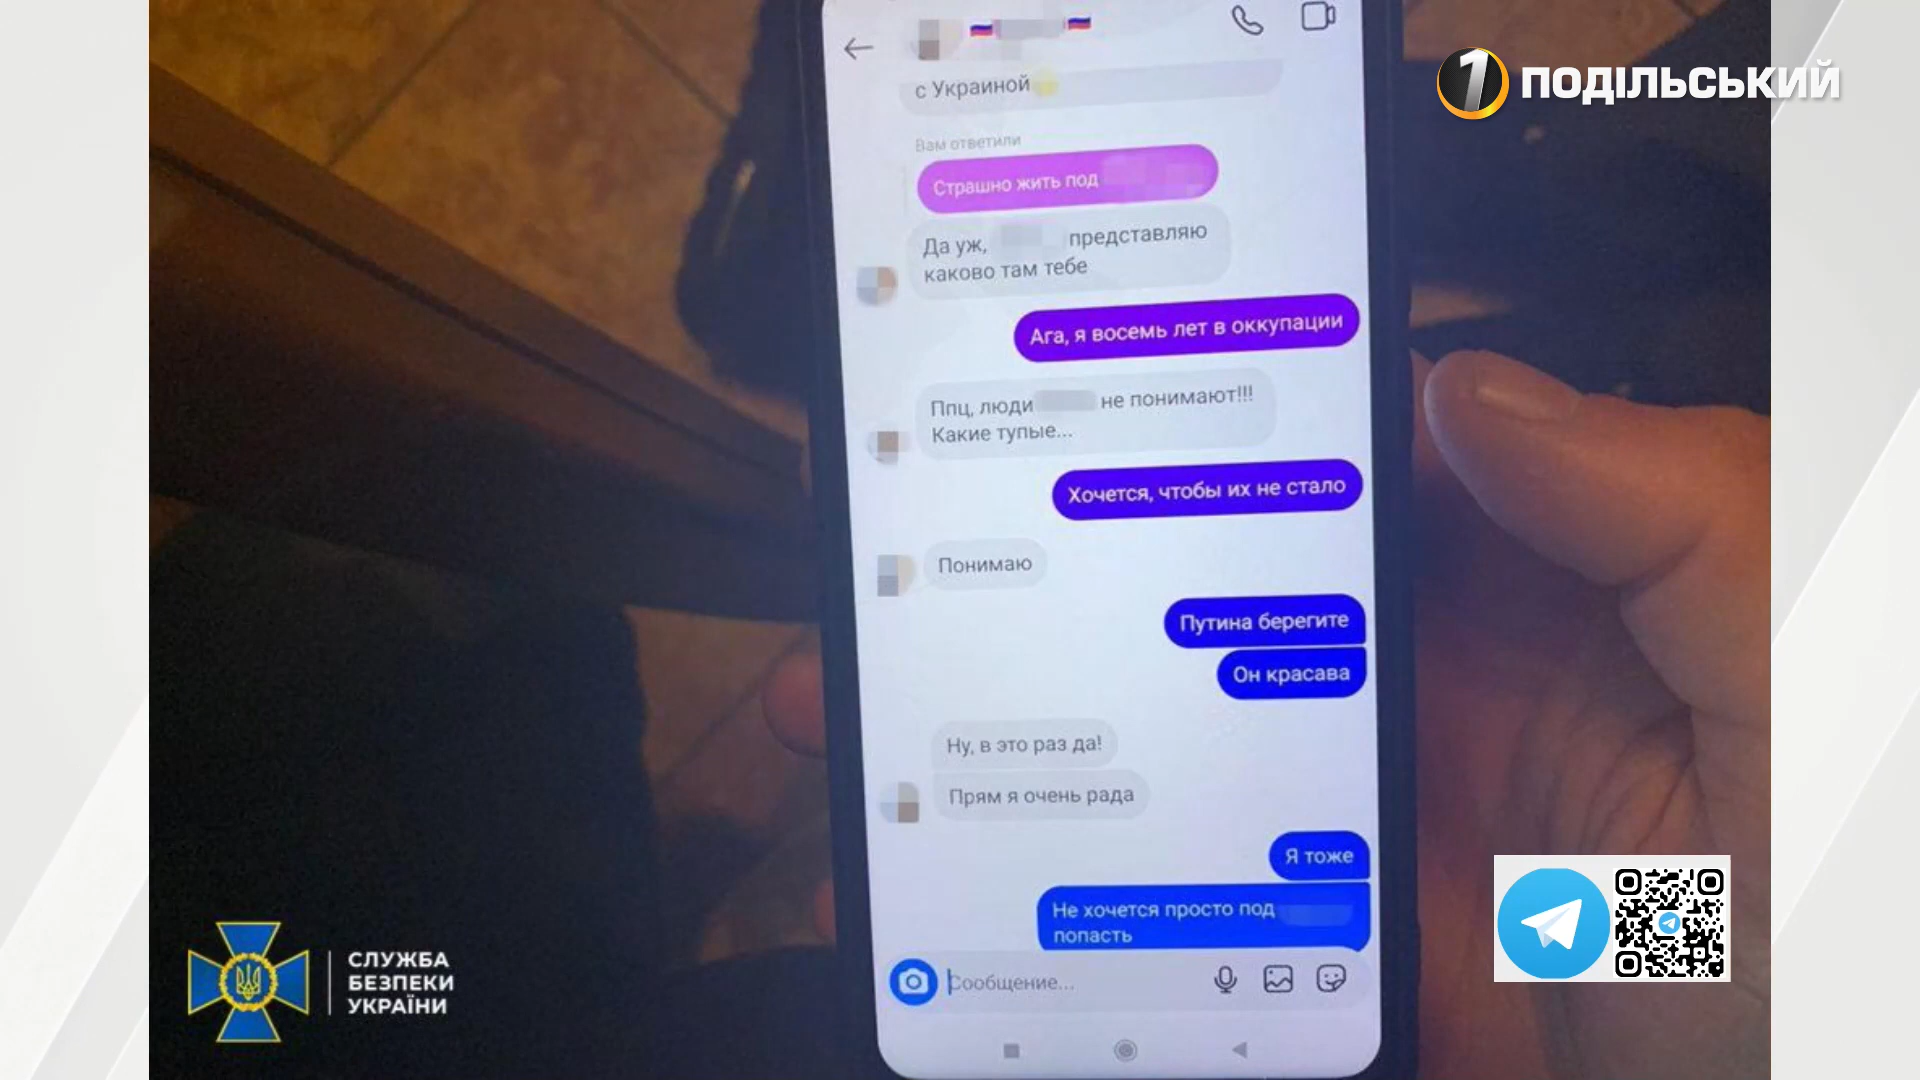 с Украиной
Вам ответили
Страшно жить под
Да уж, представляю
каково там тебе
Ага, я восемь лет в оккупации
Ппц, люди не понимают!!!
Какие тупые...
Хочется, чтобы их не стало
Понимаю
Путина берегите
Он красава
Ну, в это раз да!
Прям я очень рада
Я тоже
Не хочется просто под
попасть
Сообщение...
1 ПОДІЛЬСЬКИЙ
СЛУЖБА
БЕЗПЕКИ
УКРАЇНИ